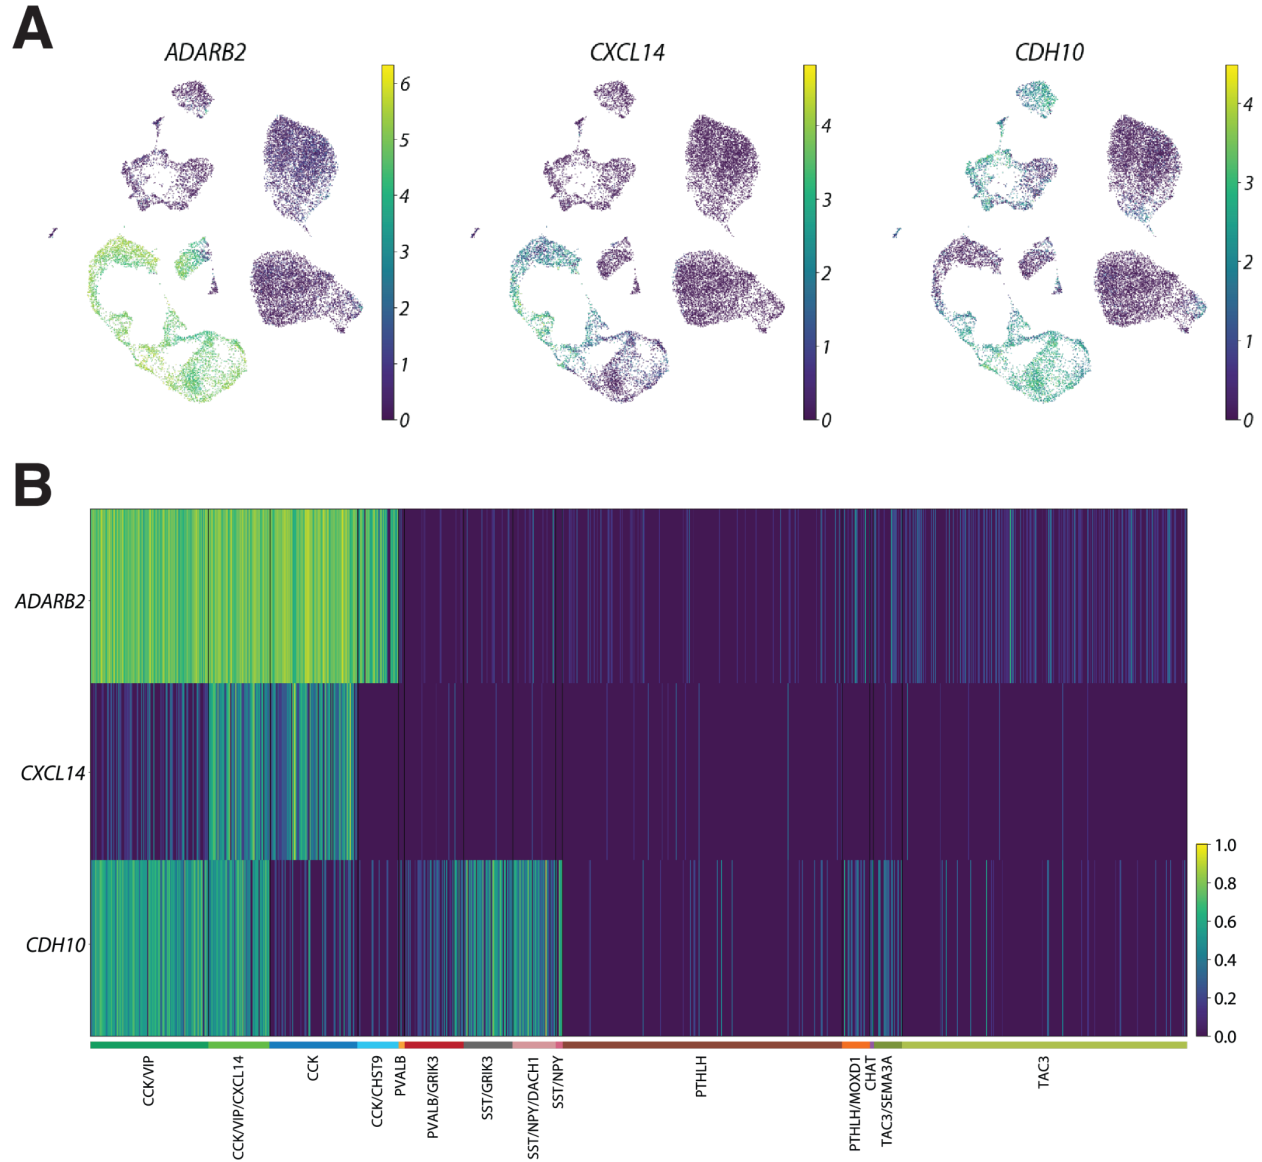 A
ADARB2
CXCL14
CDH10
6
5
4
3
2
1
0
4
3
2
1
0
4
3
2
1
0
B
ADARB2
CXCL14
CDH10
1.0
0.8
0.6
0.4
0.2
0.0
CCK/VIP
CCK/VIP/CXCL14
CCK
CCK/CHST9
PVALB
PVALB/GRIK3
SST/GRIK3
SST/NPY/DACH1
SST/NPY
PTHLH
PTHLH/MOXD1
CHAT
TAC3/SEMA3A
TAC3